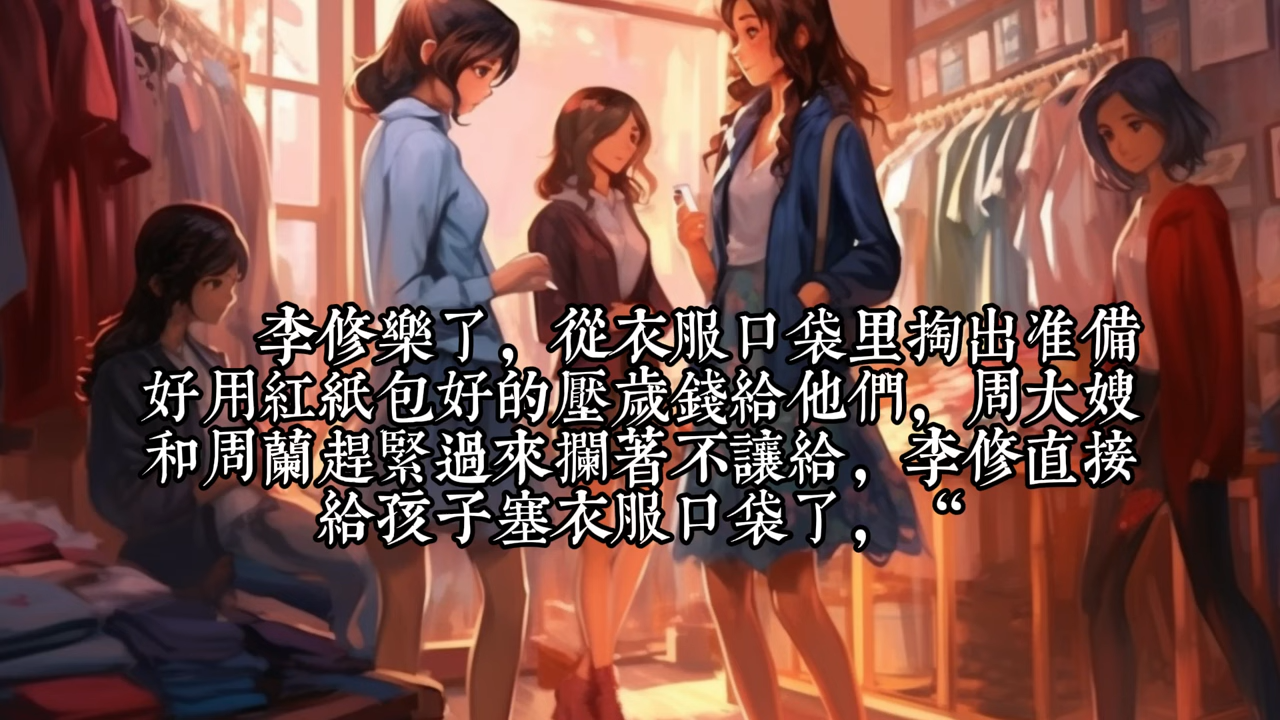 李修樂了，從衣服口袋里掏出准備
好用紅紙包好的壓歲錢給他們，周大嫂
和周蘭趕緊過來攔著不讓給，李修直接
給孩子塞衣服口袋了，“